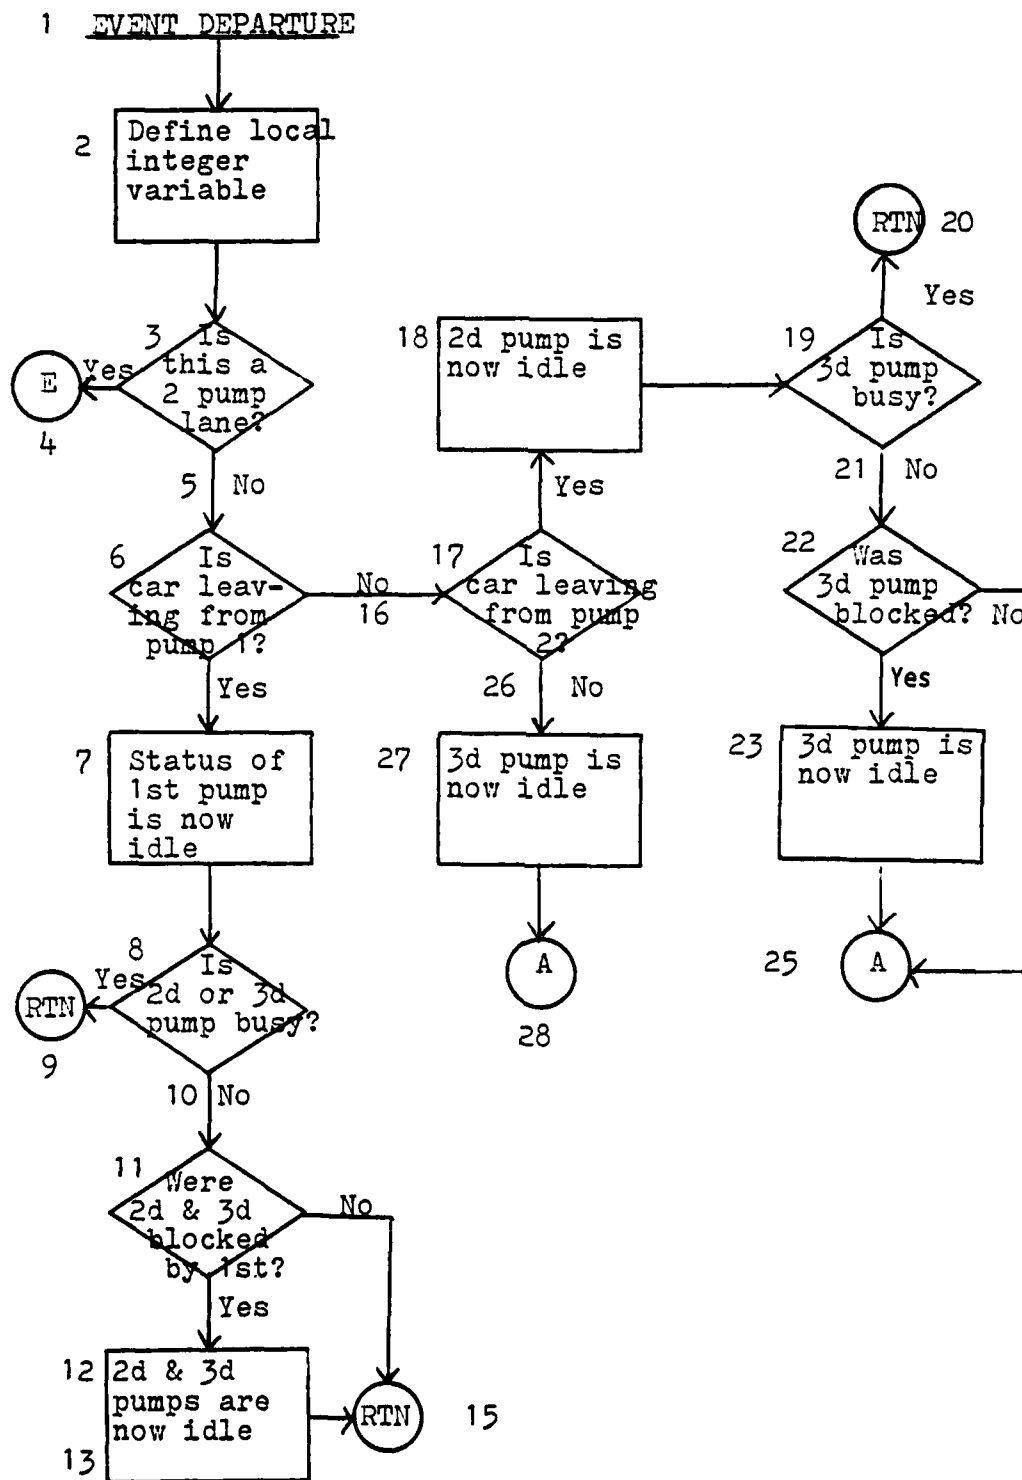 1 EVENT DEPARTURE
2 Define local
integer
variable
3 Is
this a
2 pump
lane?
Yes
E
4
5 No
6 Is
car leav-
ing from
pump 1?
No
16
Yes
7 Status of
1st pump
is now
idle
8 Is
2d or 3d
pump busy?
Yes
RTN
9
10 No
11 Were
2d & 3d
blocked
by 1st?
No
Yes
12 2d & 3d
pumps are
now idle
13
RTN 15
17 Is
car leaving
from pump
2?
Yes
18 2d pump is
now idle
26 No
27 3d pump is
now idle
A
28
19 Is
3d pump
busy?
Yes
RTN 20
21 No
22 Was
3d pump
blocked? No
Yes
23 3d pump is
now idle
25 A